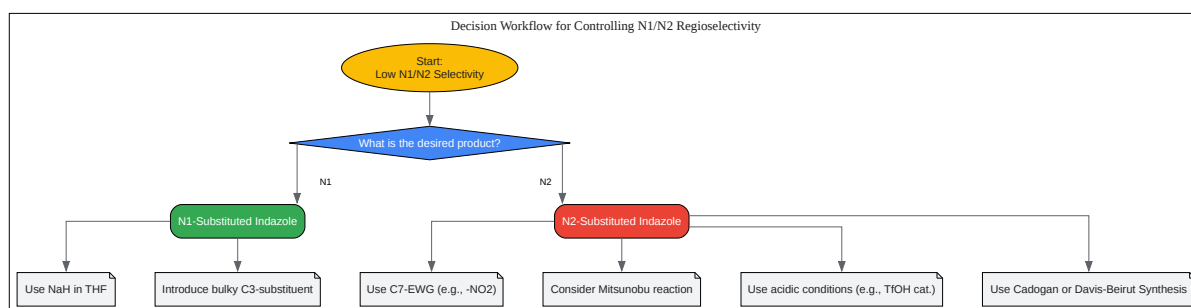 Decision Workflow for Controlling N1/N2 Regioselectivity
Start:
Low N1/N2 Selectivity
What is the desired product?
N1
N2
N1-Substituted Indazole
N2-Substituted Indazole
Use NaH in THF
Introduce bulky C3-substituent
Use C7-EWG (e.g., -NO2)
Consider Mitsunobu reaction
Use acidic conditions (e.g., TfOH cat.)
Use Cadogan or Davis-Beirut Synthesis